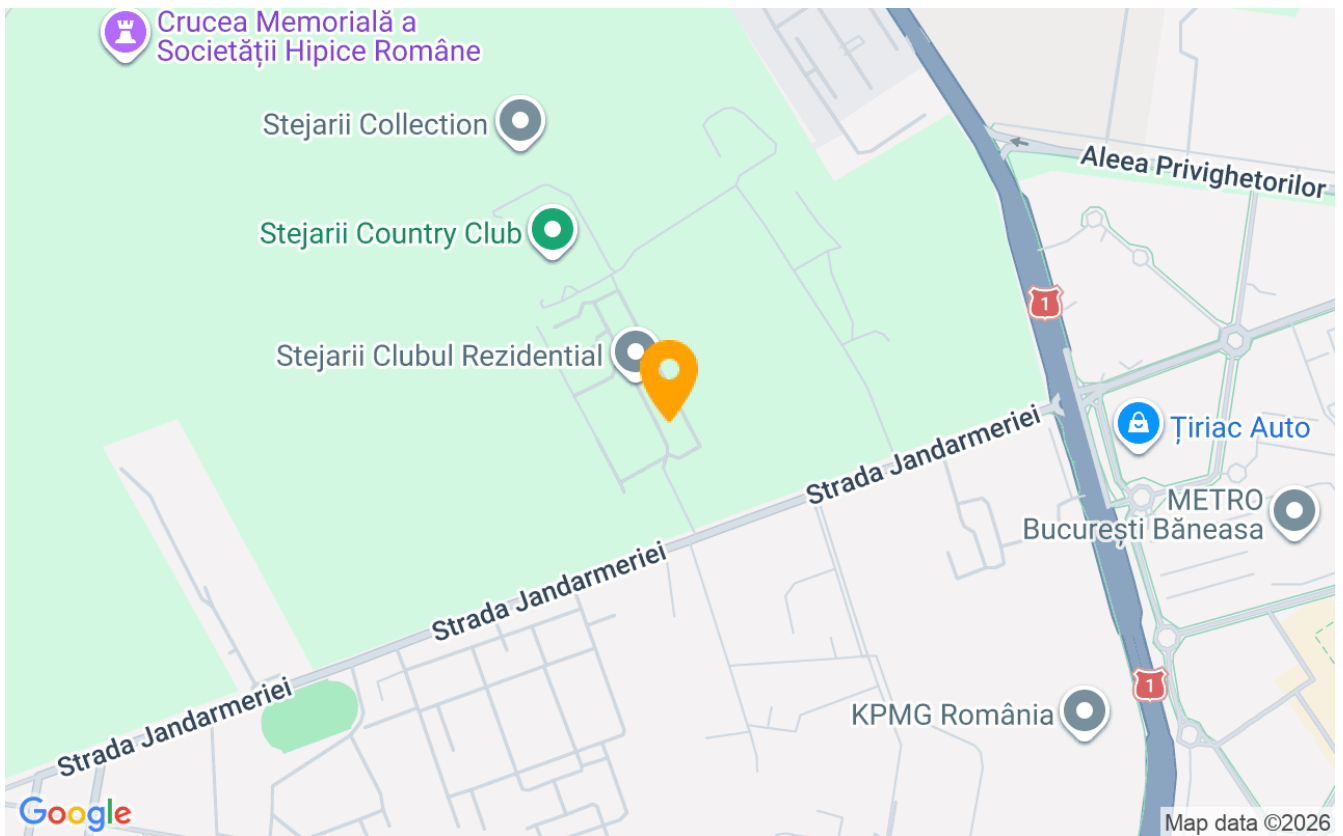 Crucea Memorială a
Societății Hipice Române
Stejarii Collection
Aleea Privighetorilor
Stejarii Country Club
1
Stejarii Clubul Rezidential
Strada Jandarmeriei
Țiriac Auto
METRO
București Băneasa
Strada Jandarmeriei
1
Strada Jandarmeriei
KPMG România
Google
Map data ©2026